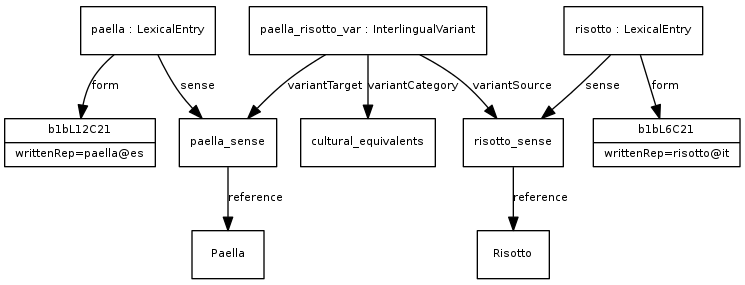 paella : LexicalEntry
paella_risotto_var : InterlingualVariant
risotto : LexicalEntry
form
sense
variantTarget
variantCategory
variantSource
sense
form
b1bL12C21
writtenRep=paella@es
paella_sense
cultural_equivalents
risotto_sense
b1bL6C21
writtenRep=risotto@it
reference
reference
Paella
Risotto